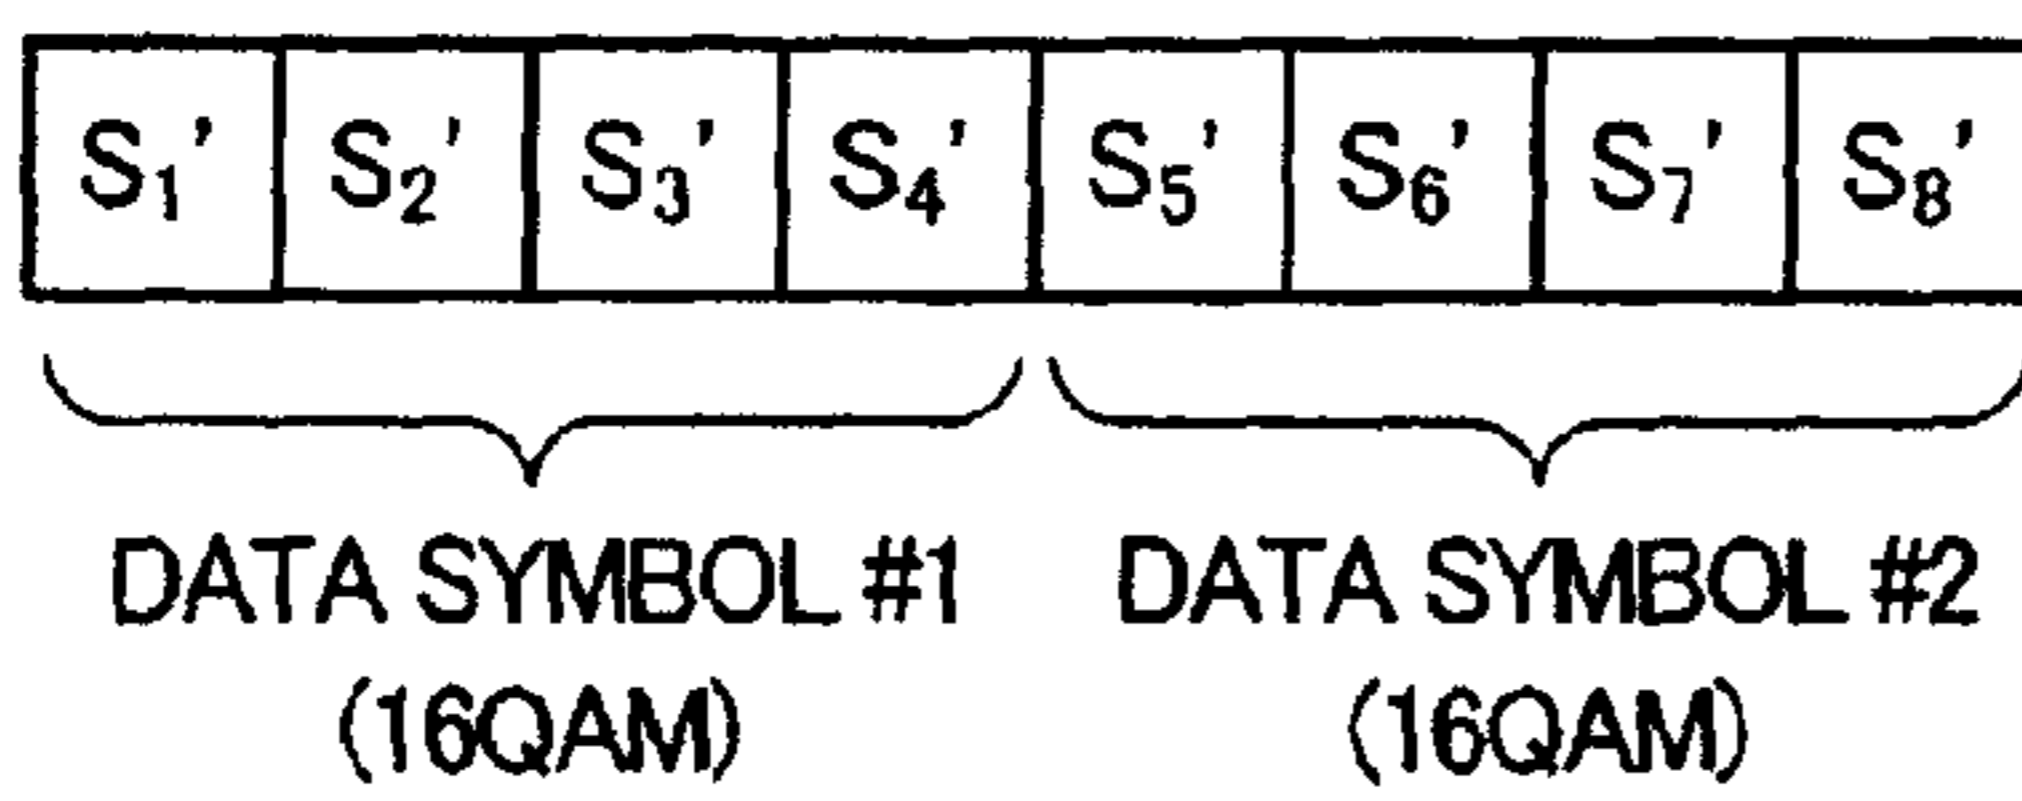 S₁' S₂' S₃' S₄' S₅' S₆' S₇' S₈'
DATA SYMBOL #1 DATA SYMBOL #2
(16QAM) (16QAM)